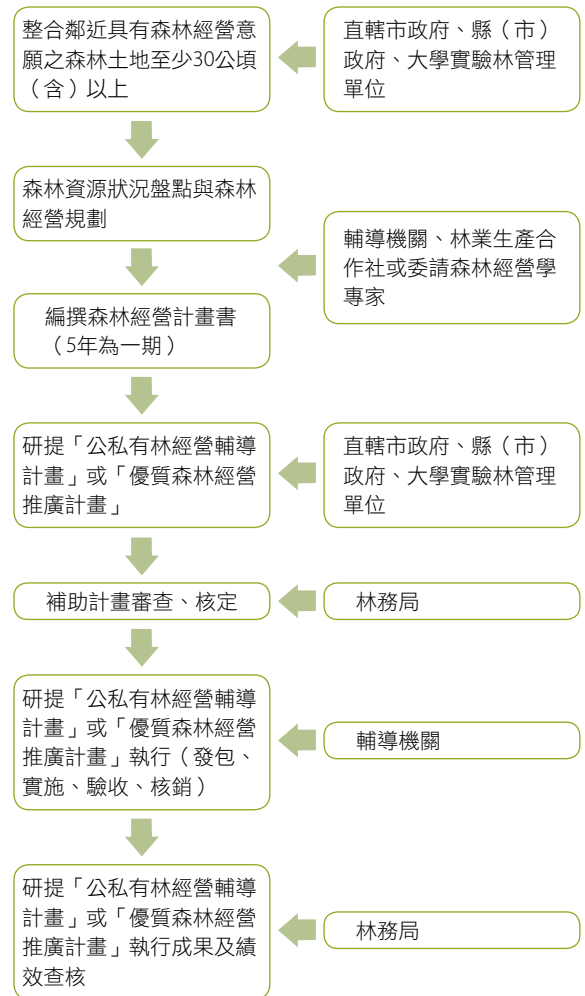 整合鄰近具有森林經營意
願之森林土地至少30公頃
（含）以上
直轄市政府、縣（市）
政府、大學實驗林管理
單位
森林資源狀況盤點與森林
經營規劃
輔導機關、林業生產合
作社或委請森林經營學
專家
編撰森林經營計畫書
（5年為一期）
研提「公私有林經營輔導
計畫」或「優質森林經營
推廣計畫」
直轄市政府、縣（市）
政府、大學實驗林管理
單位
補助計畫審查、核定
林務局
研提「公私有林經營輔導
計畫」或「優質森林經營
推廣計畫」執行（發包、
實施、驗收、核銷）
輔導機關
研提「公私有林經營輔導
計畫」或「優質森林經營
推廣計畫」執行成果及績
效查核
林務局